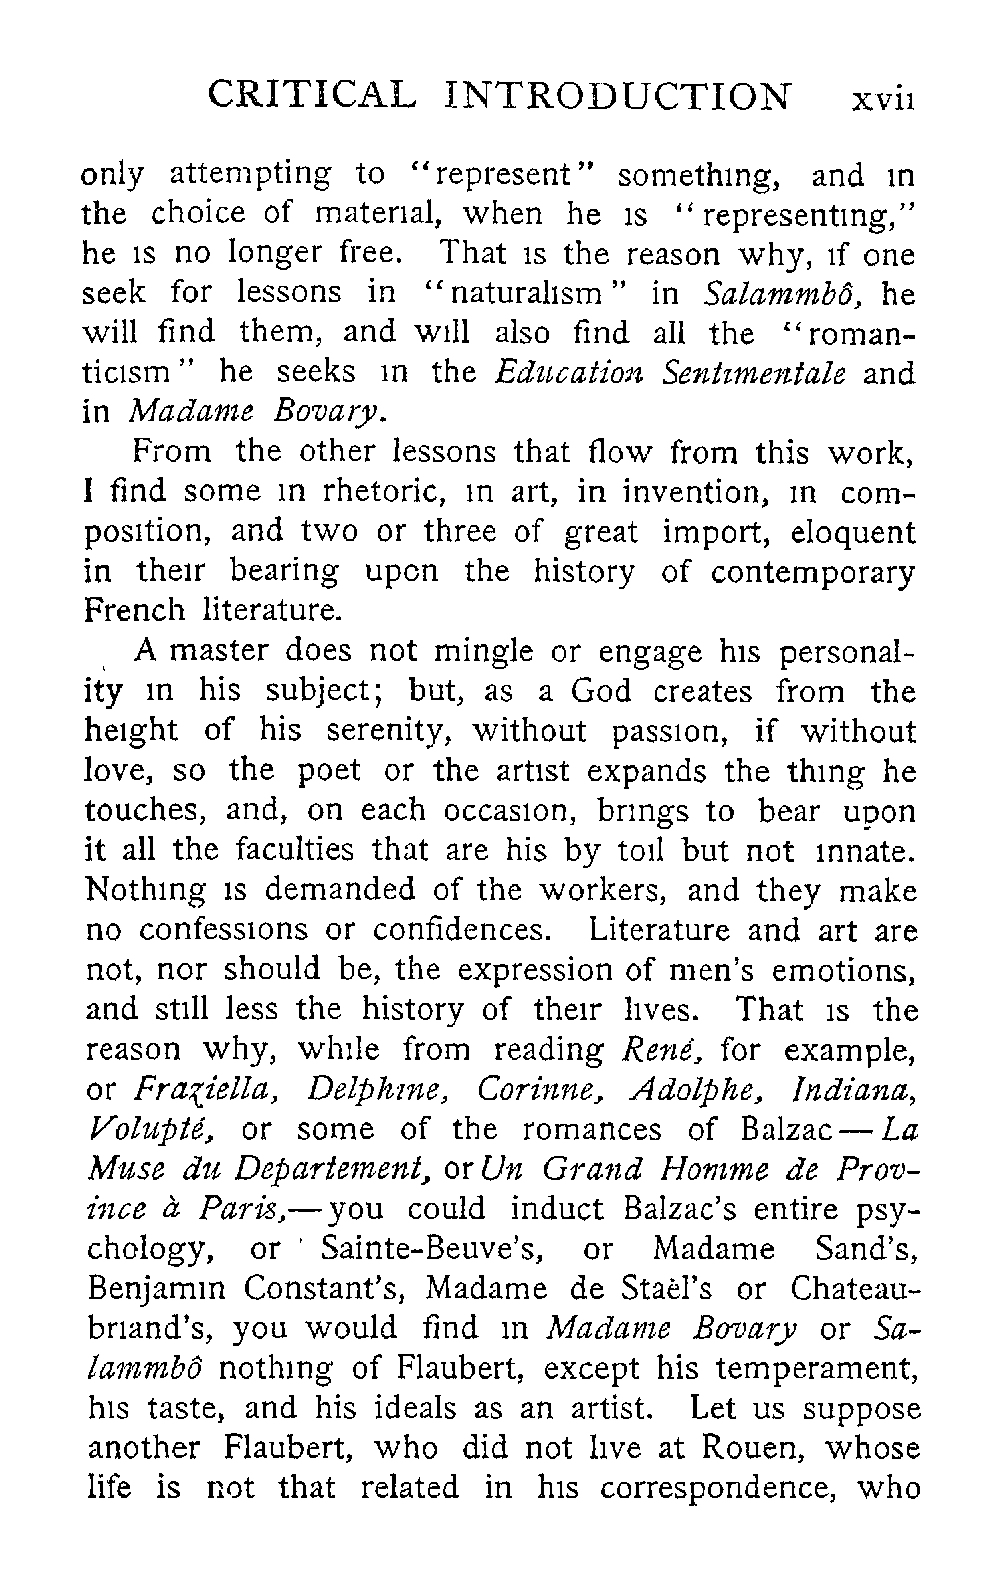 CRITICAL INTRODUCTION xvii
only attempting to "represent" something, and in
the choice of material, when he is "representing,"
he is no longer free. That is the reason why, if one
seek for lessons in "naturalism" in Salammbô, he
will find them, and will also find all the "roman-
ticism" he seeks in the Education Sentimentale and
in Madame Bovary.
From the other lessons that flow from this work,
I find some in rhetoric, in art, in invention, in com-
position, and two or three of great import, eloquent
in their bearing upon the history of contemporary
French literature.
A master does not mingle or engage his personal-
ity in his subject; but, as a God creates from the
height of his serenity, without passion, if without
love, so the poet or the artist expands the thing he
touches, and, on each occasion, brings to bear upon
it all the faculties that are his by toil but not innate.
Nothing is demanded of the workers, and they make
no confessions or confidences. Literature and art are
not, nor should be, the expression of men's emotions,
and still less the history of their lives. That is the
reason why, while from reading René, for example,
or Fraziella, Delphine, Corinne, Adolphe, Indiana,
Volupté, or some of the romances of Balzac—La
Muse du Departement, or Un Grand Homme de Prov-
ince à Paris,—you could induct Balzac's entire psy-
chology, or Sainte-Beuve's, or Madame Sand's,
Benjamin Constant's, Madame de Staël's or Chateau-
briand's, you would find in Madame Bovary or Sa-
lammbô nothing of Flaubert, except his temperament,
his taste, and his ideals as an artist. Let us suppose
another Flaubert, who did not live at Rouen, whose
life is not that related in his correspondence, who